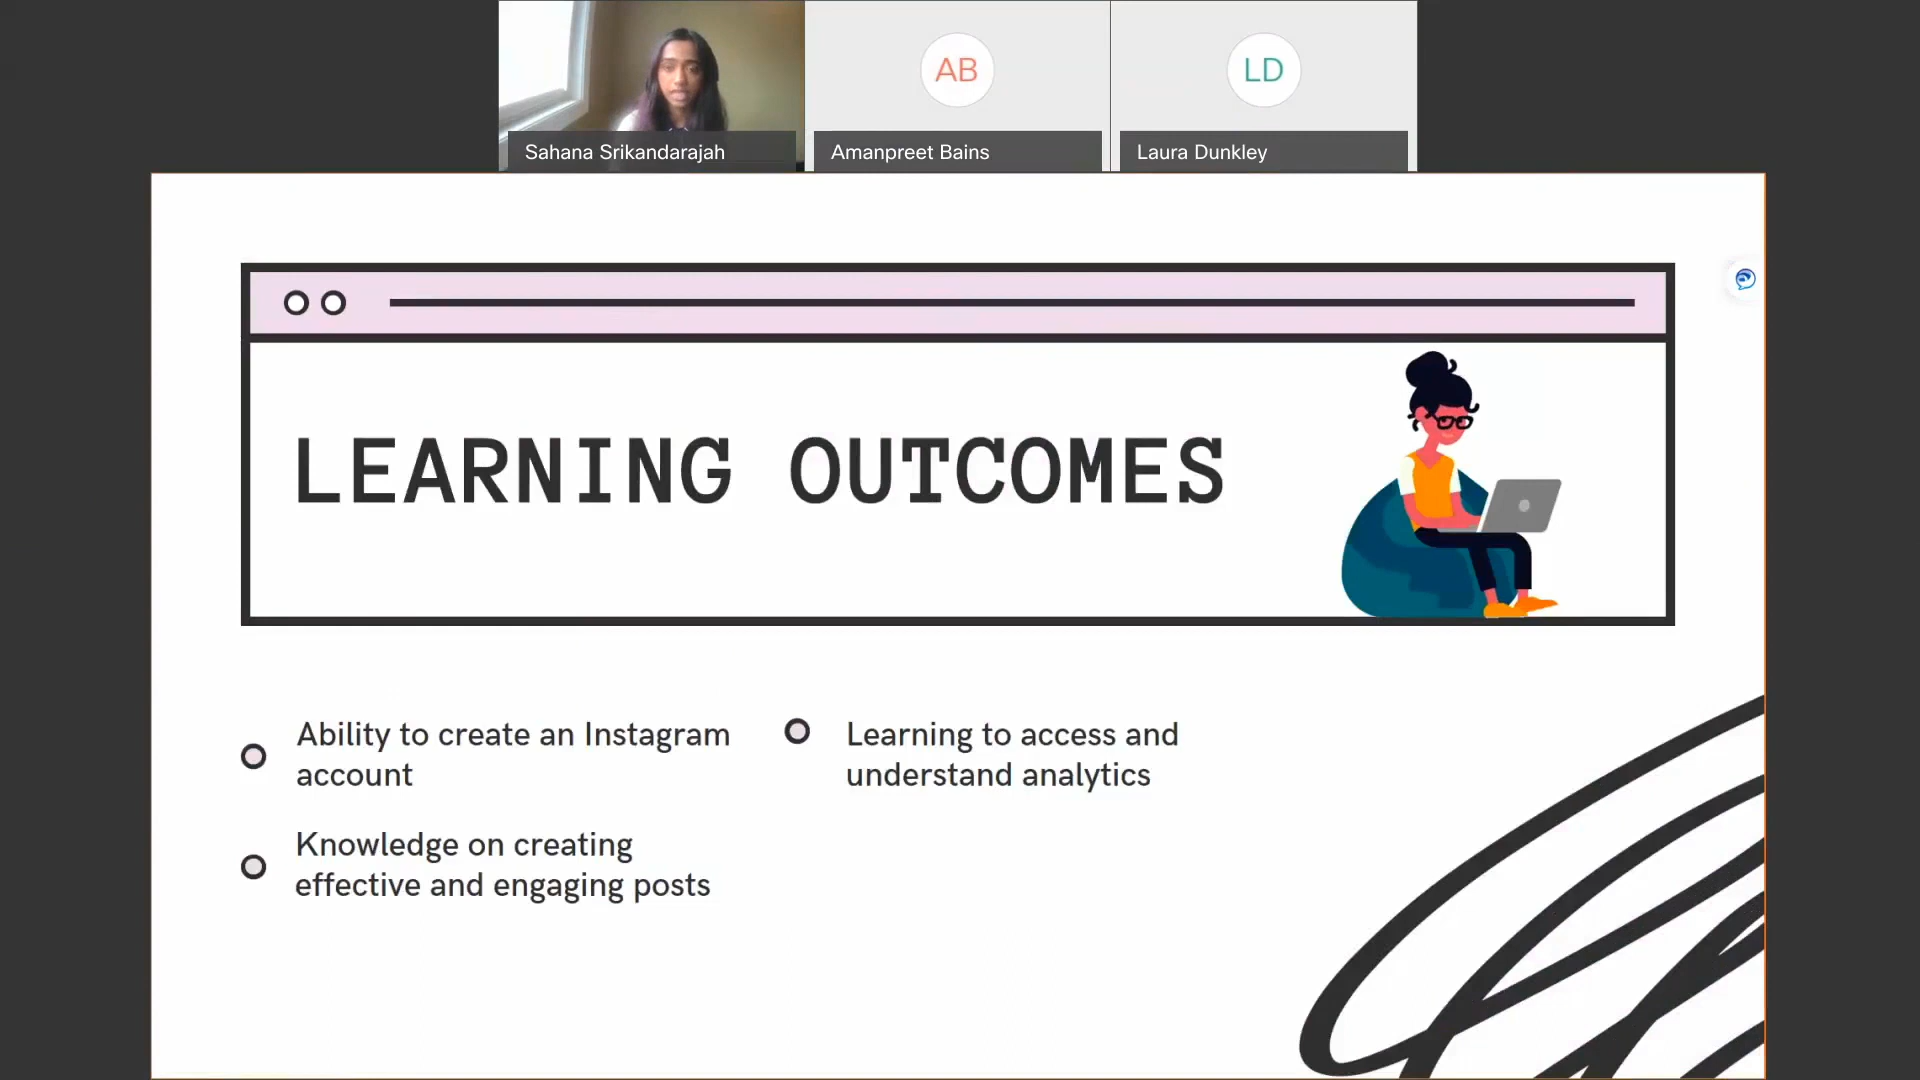 AB
LD
Sahana Srikandarajah
Amanpreet Bains
Laura Dunkley
LEARNING OUTCOMES
Ability to create an Instagram
account
Knowledge on creating
effective and engaging posts
Learning to access and
understand analytics